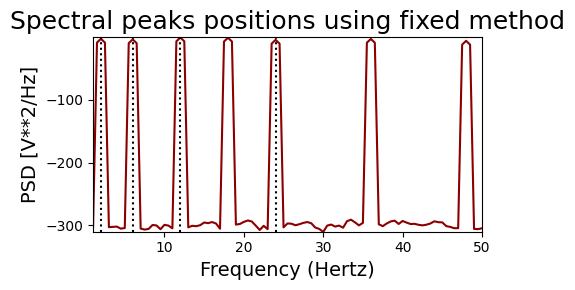 Spectral peaks positions using fixed method
PSD [V**2/Hz]
−100
−200
−300
10
20
30
40
50
Frequency (Hertz)